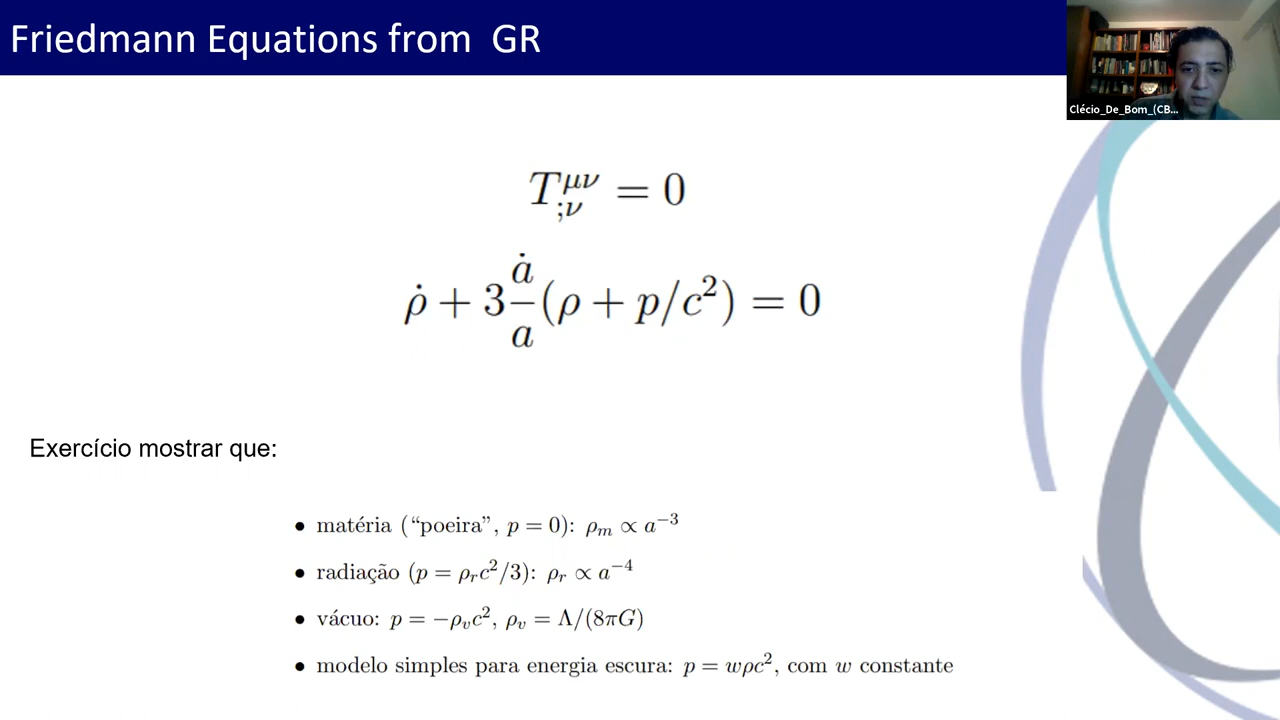 Friedmann Equations from GR
Clécio_De_Bom_(CB...
T^{μν}_{;ν} = 0
ρ̇ + 3 ȧ/a (ρ + p/c²) = 0
Exercício mostrar que:
• matéria (“poeira”, p = 0): ρ_m ∝ a⁻³
• radiação (p = ρ_r c²/3): ρ_r ∝ a⁻⁴
• vácuo: p = −ρ_v c², ρ_v = Λ/(8πG)
• modelo simples para energia escura: p = wρc², com w constante